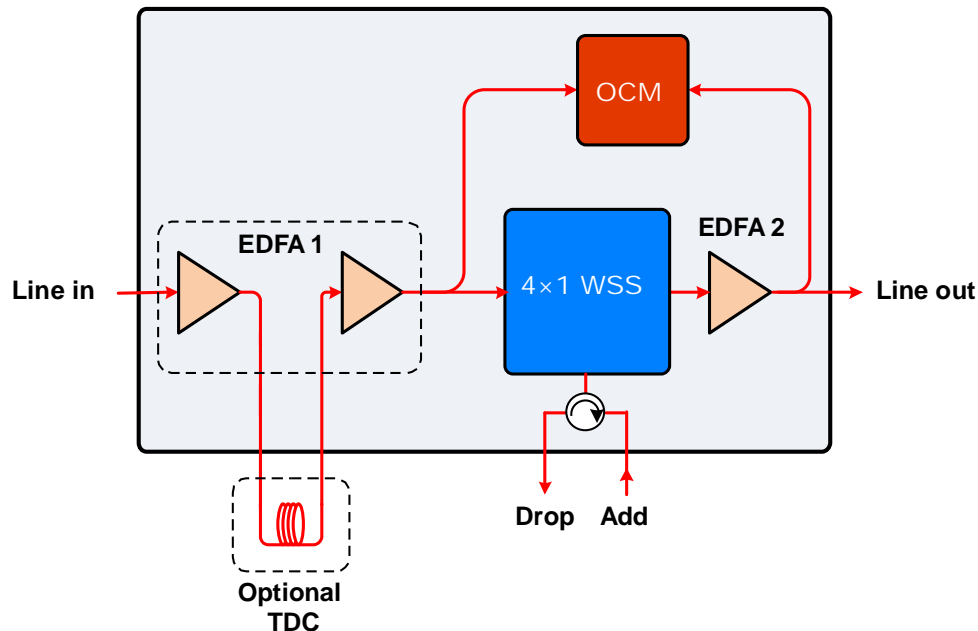 OCM
EDFA 1
EDFA 2
Line in
4×1 WSS
Line out
Drop
Add
Optional
TDC